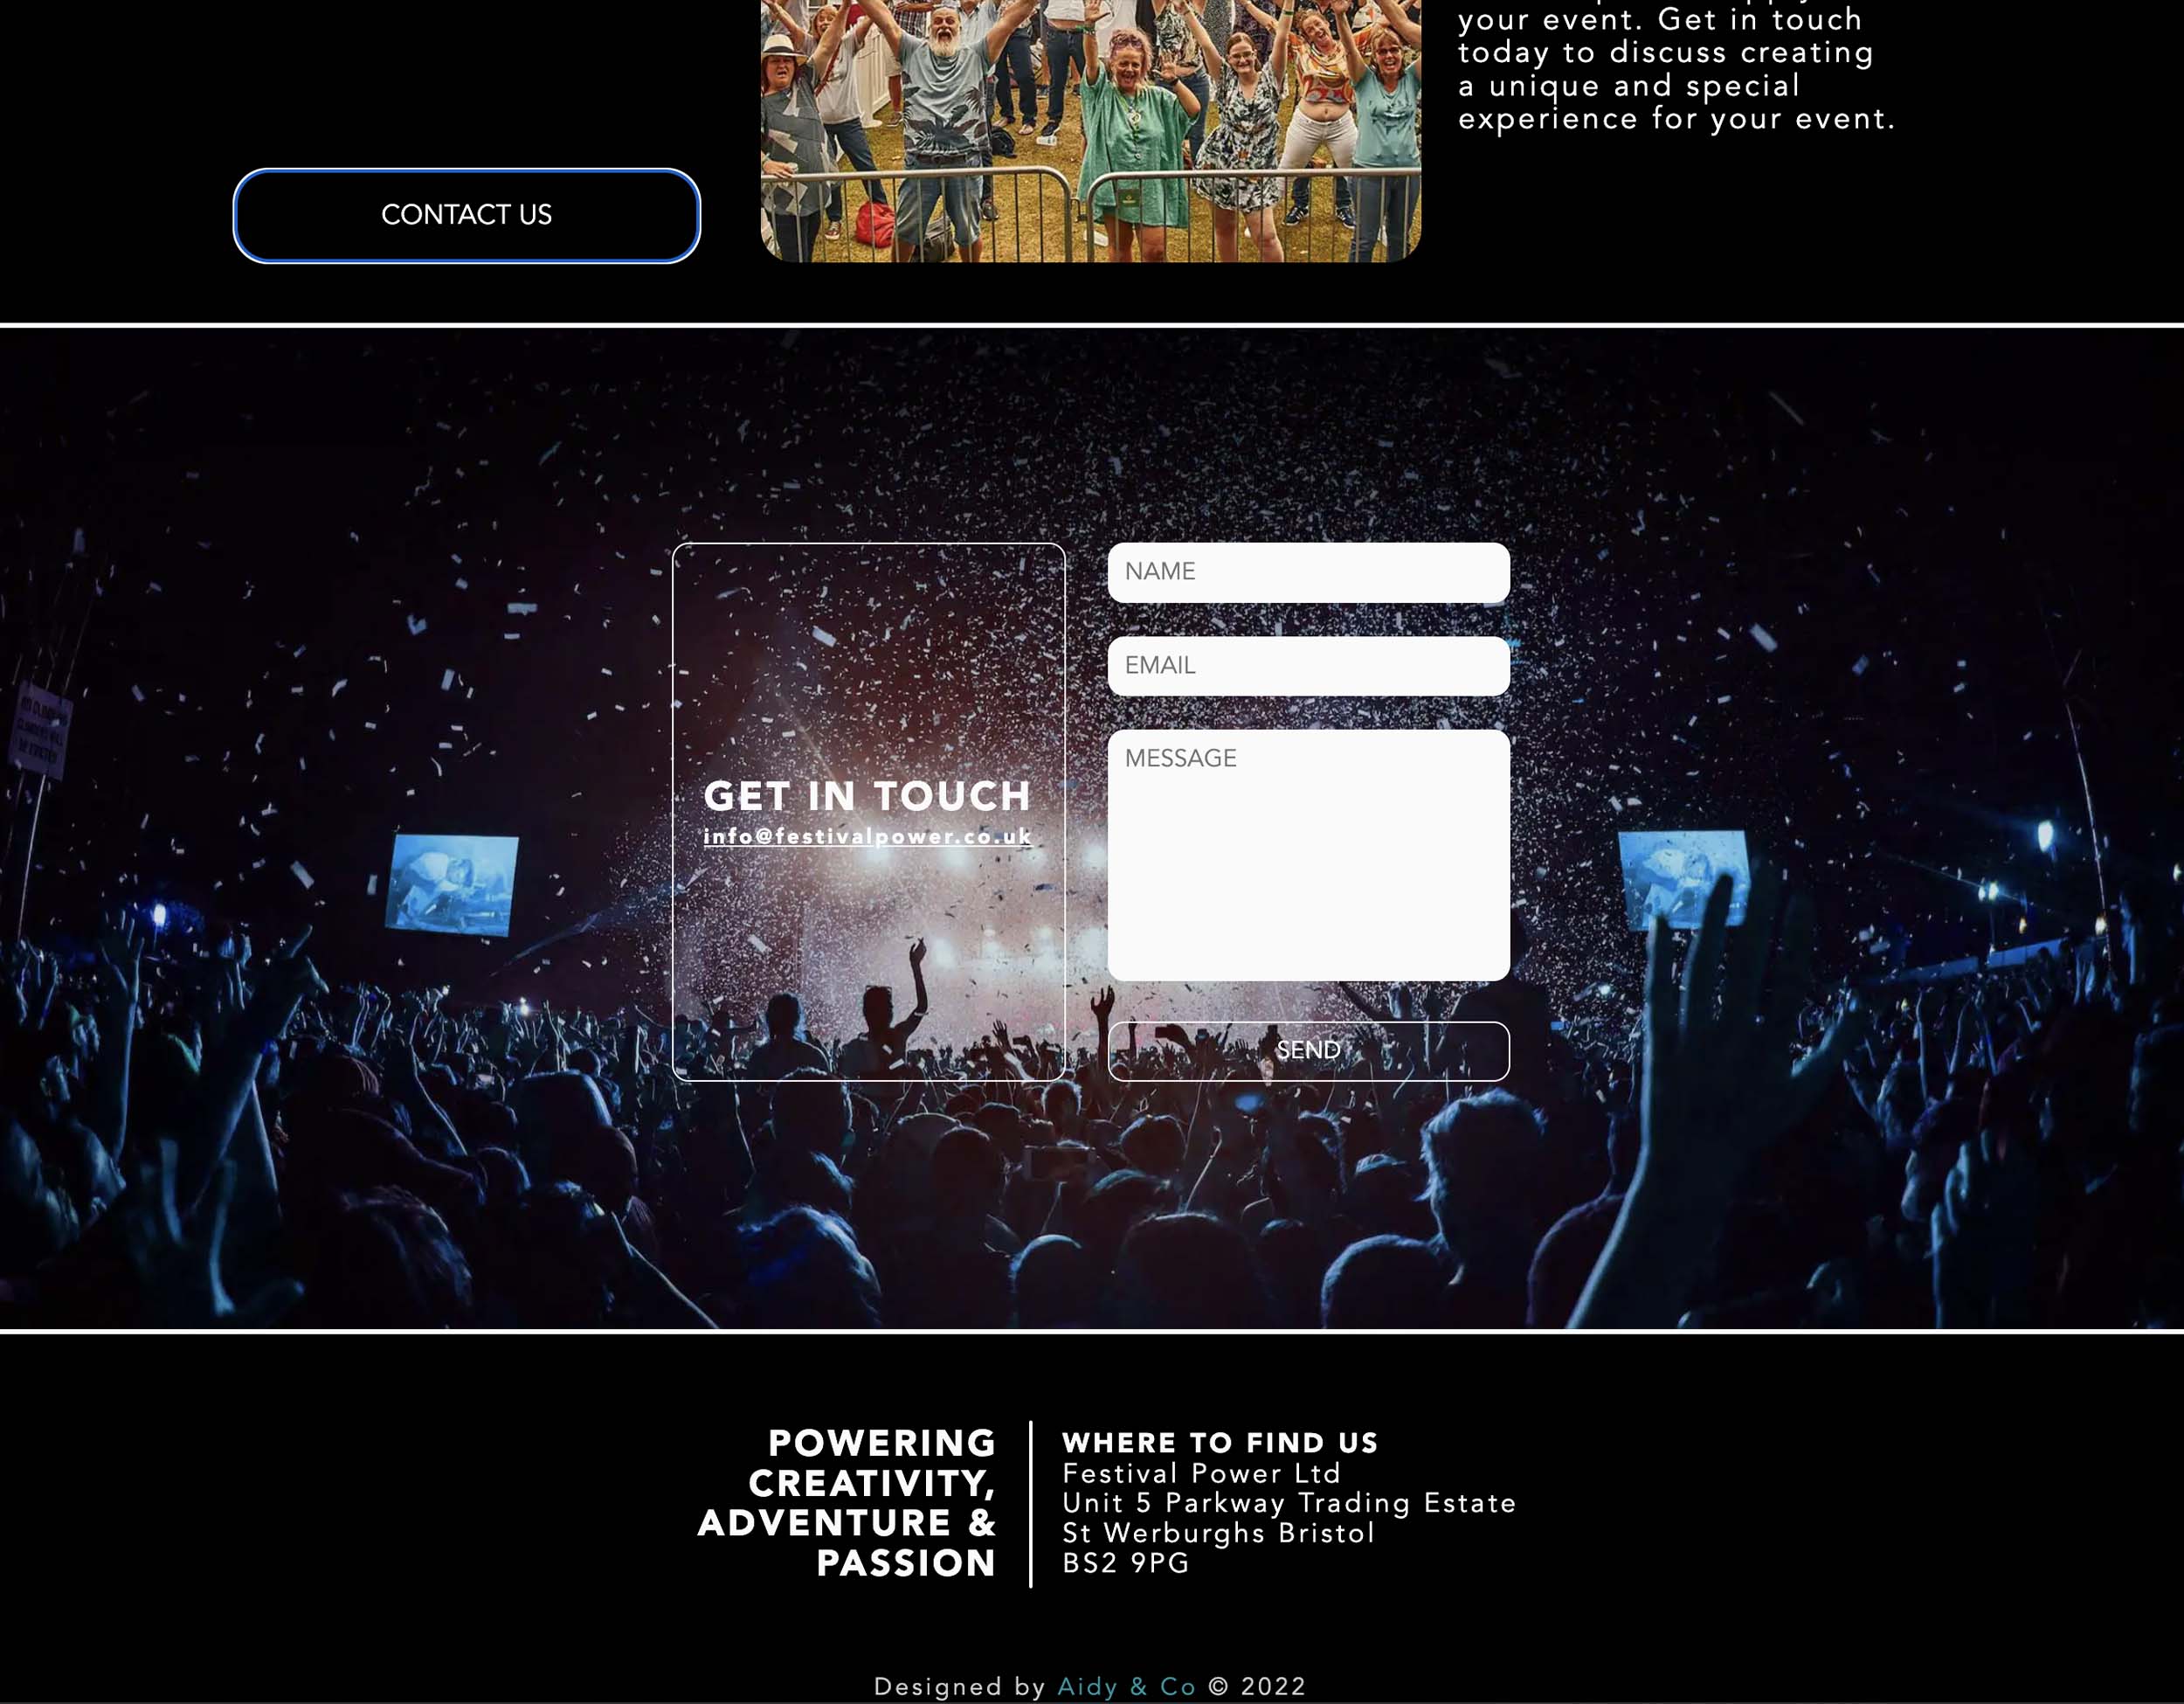 your event. Get in touch
today to discuss creating
a unique and special
experience for your event.
CONTACT US
GET IN TOUCH
info@festivalpower.co.uk
NAME
EMAIL
MESSAGE
SEND
POWERING
CREATIVITY,
ADVENTURE &
PASSION
WHERE TO FIND US
Festival Power Ltd
Unit 5 Parkway Trading Estate
St Werburghs Bristol
BS2 9PG
Designed by Aidy & Co © 2022